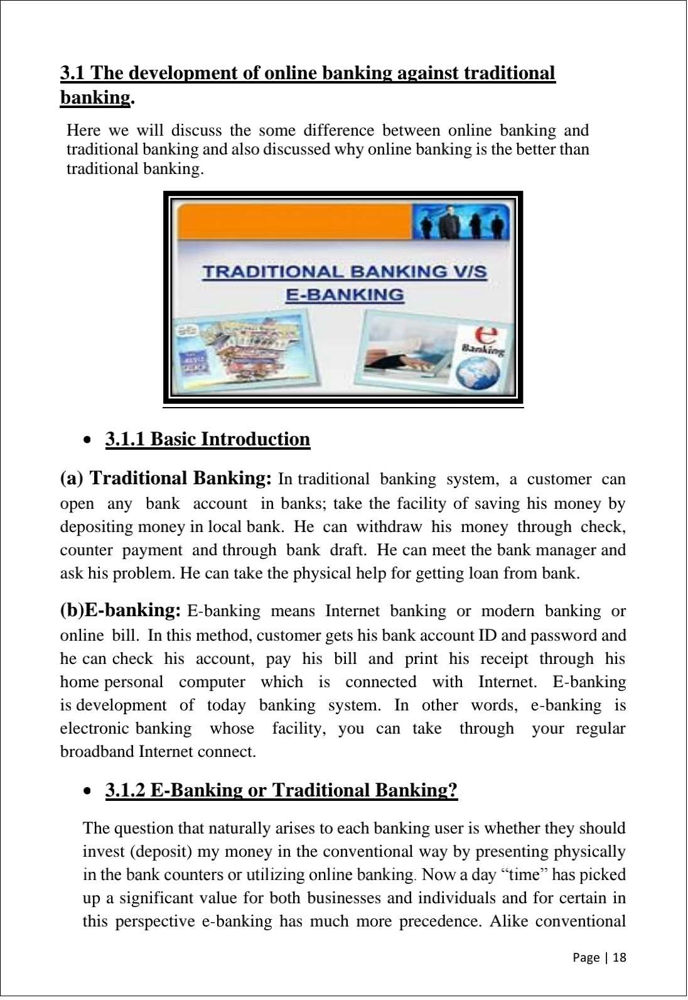 3.1 The development of online banking against traditional
banking.
Here we will discuss the some difference between online banking and
traditional banking and also discussed why online banking is the better than
traditional banking.
TRADITIONAL BANKING V/S
E-BANKING
e
Banking
• 3.1.1 Basic Introduction
(a) Traditional Banking: In traditional banking system, a customer can
open any bank account in banks; take the facility of saving his money by
depositing money in local bank. He can withdraw his money through check,
counter payment and through bank draft. He can meet the bank manager and
ask his problem. He can take the physical help for getting loan from bank.
(b)E-banking: E-banking means Internet banking or modern banking or
online bill. In this method, customer gets his bank account ID and password and
he can check his account, pay his bill and print his receipt through his
home personal computer which is connected with Internet. E-banking
is development of today banking system. In other words, e-banking is
electronic banking whose facility, you can take through your regular
broadband Internet connect.
• 3.1.2 E-Banking or Traditional Banking?
The question that naturally arises to each banking user is whether they should
invest (deposit) my money in the conventional way by presenting physically
in the bank counters or utilizing online banking. Now a day “time” has picked
up a significant value for both businesses and individuals and for certain in
this perspective e-banking has much more precedence. Alike conventional
Page | 18